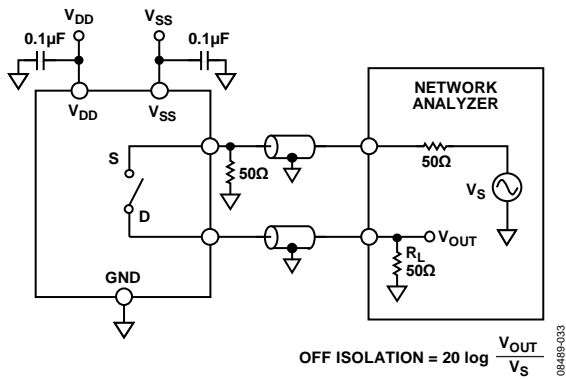 VDD
VSS
0.1µF
0.1µF
VDD
VSS
NETWORK
ANALYZER
S
50Ω
50Ω
VS
D
VOUT
RL
50Ω
GND
OFF ISOLATION = 20 log VOUT / VS
08489-033